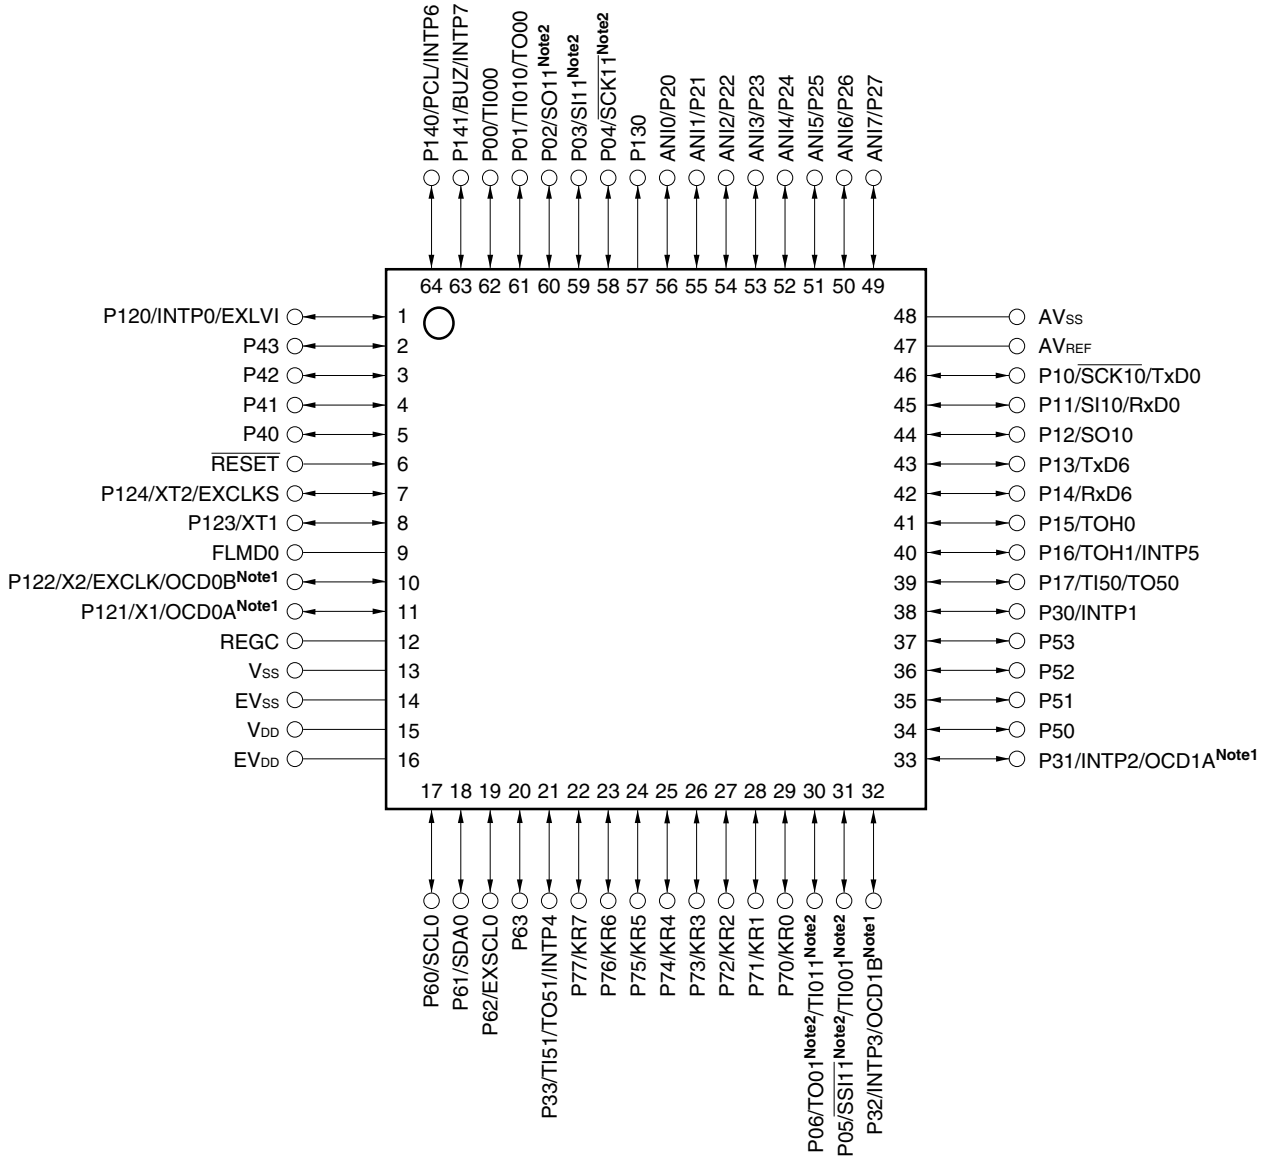 P140/PCL/INTP6
P141/BUZ/INTP7
P00/TI000
P01/TI010/TO00
P02/SO11Note2
P03/SI11Note2
P04/SCK11Note2
P130
ANI0/P20
ANI1/P21
ANI2/P22
ANI3/P23
ANI4/P24
ANI5/P25
ANI6/P26
ANI7/P27
64 63 62 61 60 59 58 57 56 55 54 53 52 51 50 49
P120/INTP0/EXLVI 1
P43 2
P42 3
P41 4
P40 5
RESET 6
P124/XT2/EXCLKS 7
P123/XT1 8
FLMD0 9
P122/X2/EXCLK/OCD0BNote1 10
P121/X1/OCD0ANote1 11
REGC 12
VSS 13
EVSS 14
VDD 15
EVDD 16
48 AVSS
47 AVREF
46 P10/SCK10/TxD0
45 P11/SI10/RxD0
44 P12/SO10
43 P13/TxD6
42 P14/RxD6
41 P15/TOH0
40 P16/TOH1/INTP5
39 P17/TI50/TO50
38 P30/INTP1
37 P53
36 P52
35 P51
34 P50
33 P31/INTP2/OCD1ANote1
17 18 19 20 21 22 23 24 25 26 27 28 29 30 31 32
P60/SCL0
P61/SDA0
P62/EXSCL0
P63
P33/TI51/TO51/INTP4
P77/KR7
P76/KR6
P75/KR5
P74/KR4
P73/KR3
P72/KR2
P71/KR1
P70/KR0
P06/TO01Note2/TI011Note2
P05/SSI11Note2/TI001Note2
P32/INTP3/OCD1BNote1